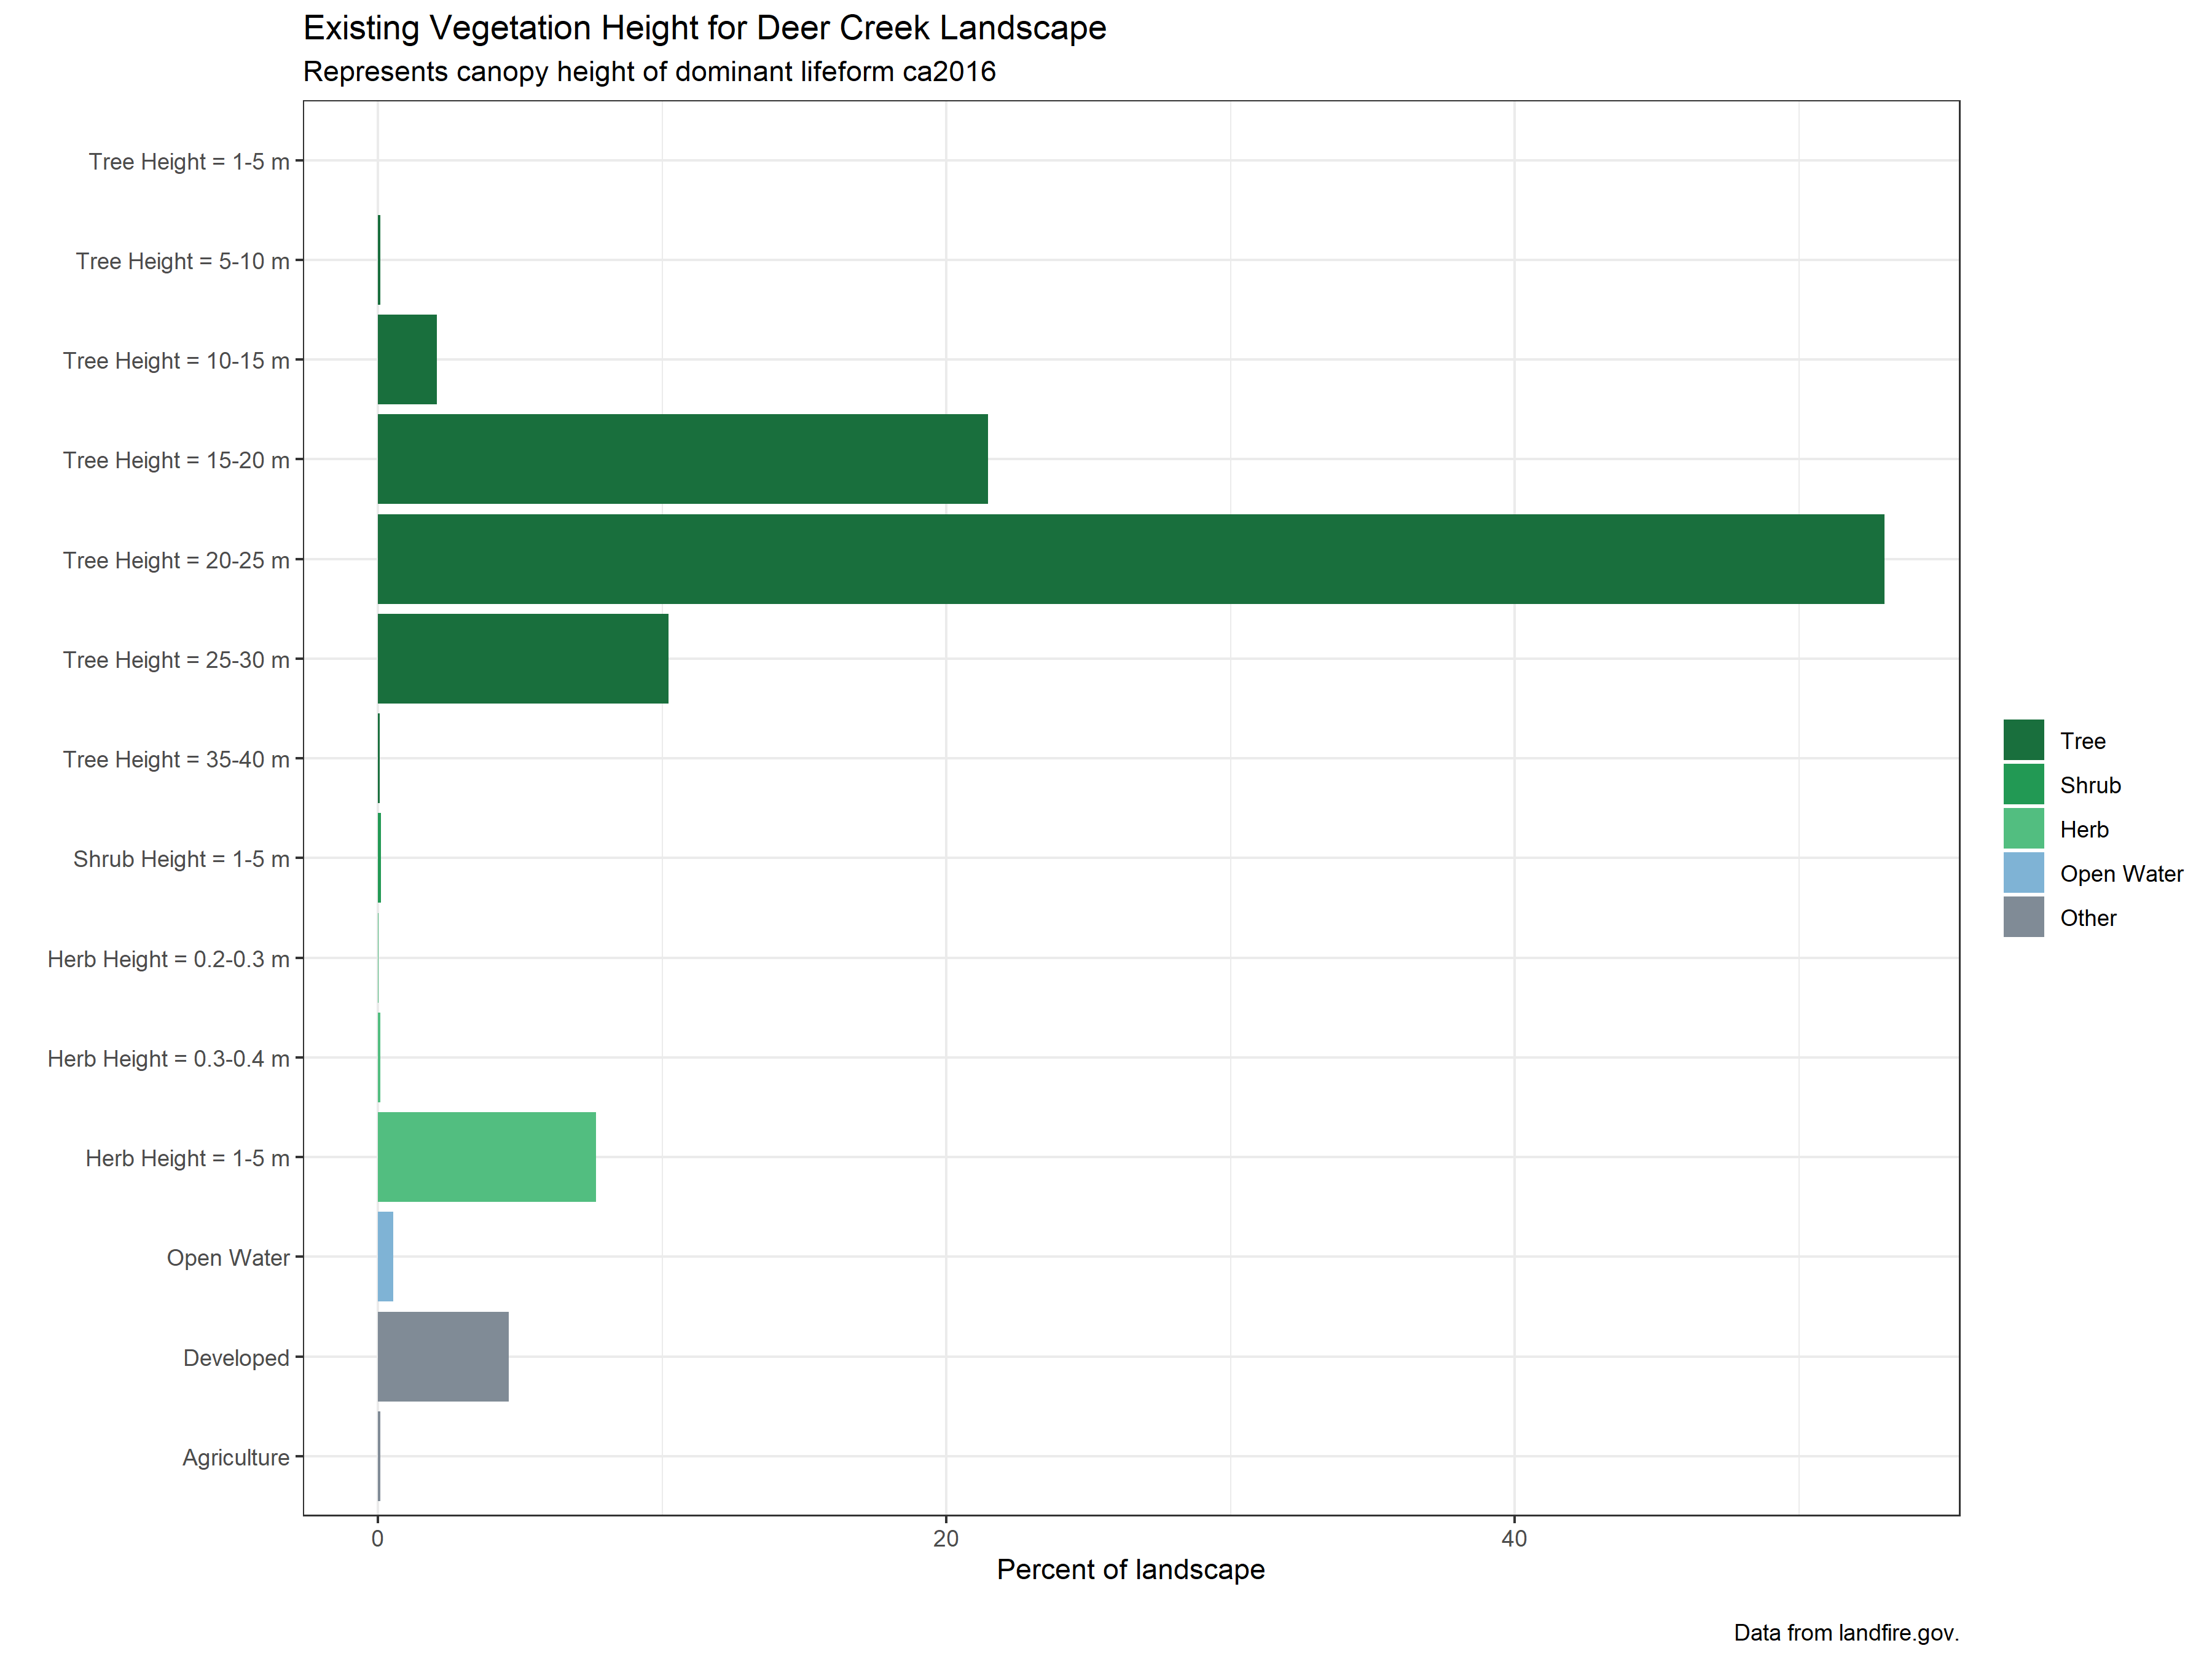 Existing Vegetation Height for Deer Creek Landscape
Represents canopy height of dominant lifeform ca2016
Tree Height = 1-5 m
Tree Height = 5-10 m
Tree Height = 10-15 m
Tree Height = 15-20 m
Tree Height = 20-25 m
Tree Height = 25-30 m
Tree Height = 35-40 m
Shrub Height = 1-5 m
Herb Height = 0.2-0.3 m
Herb Height = 0.3-0.4 m
Herb Height = 1-5 m
Open Water
Developed
Agriculture
0 20 40
Percent of landscape
Tree
Shrub
Herb
Open Water
Other
Data from landfire.gov.